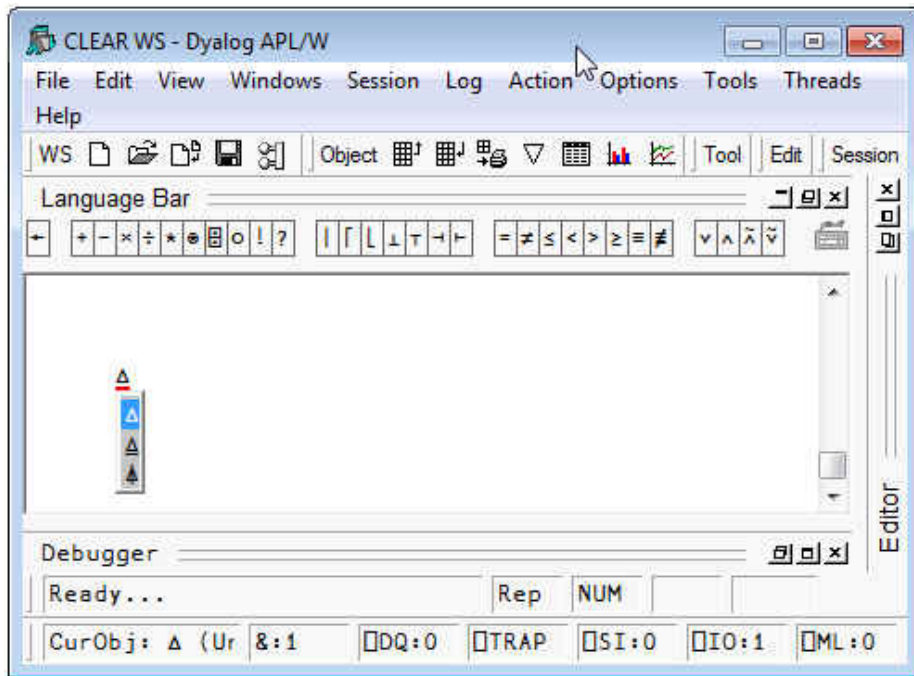 CLEAR WS - Dyalog APL/W
File Edit View Windows Session Log Action Options Tools Threads
Help
WS Object Tool Edit Session
Language Bar
← + - × ÷ * ⍟ ⌹ ○ ! ? | ⌈ ⌊ ⊥ ⊤ ⊣ ⊢ = ≠ ≤ < > ≥ ≡ ≢ ∨ ∧ ⍲ ⍱
∆
∆
⍙
⍋
Editor
Debugger
Ready... Rep NUM
CurObj: ∆ (Ur &:1 ⎕DQ:0 ⎕TRAP ⎕SI:0 ⎕IO:1 ⎕ML:0